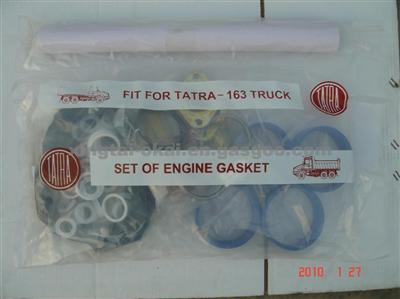 FIT FOR TATRA - 163 TRUCK
TATRA
TATRA
SET OF ENGINE GASKET
2010 1 27